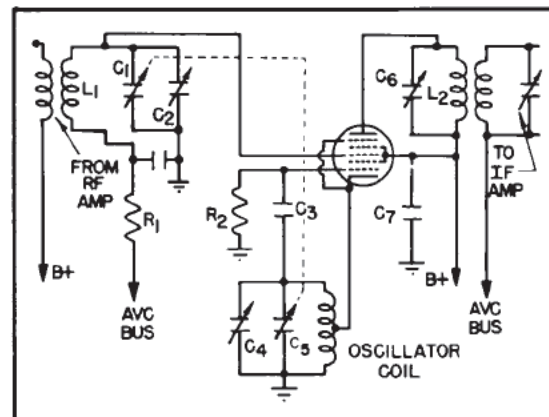 L1
C1
C2
FROM
RF
AMP
R1
B+
AVC
BUS
R2
C3
C4
C5
OSCILLATOR
COIL
C6
L2
C7
TO
IF
AMP
B+
AVC
BUS